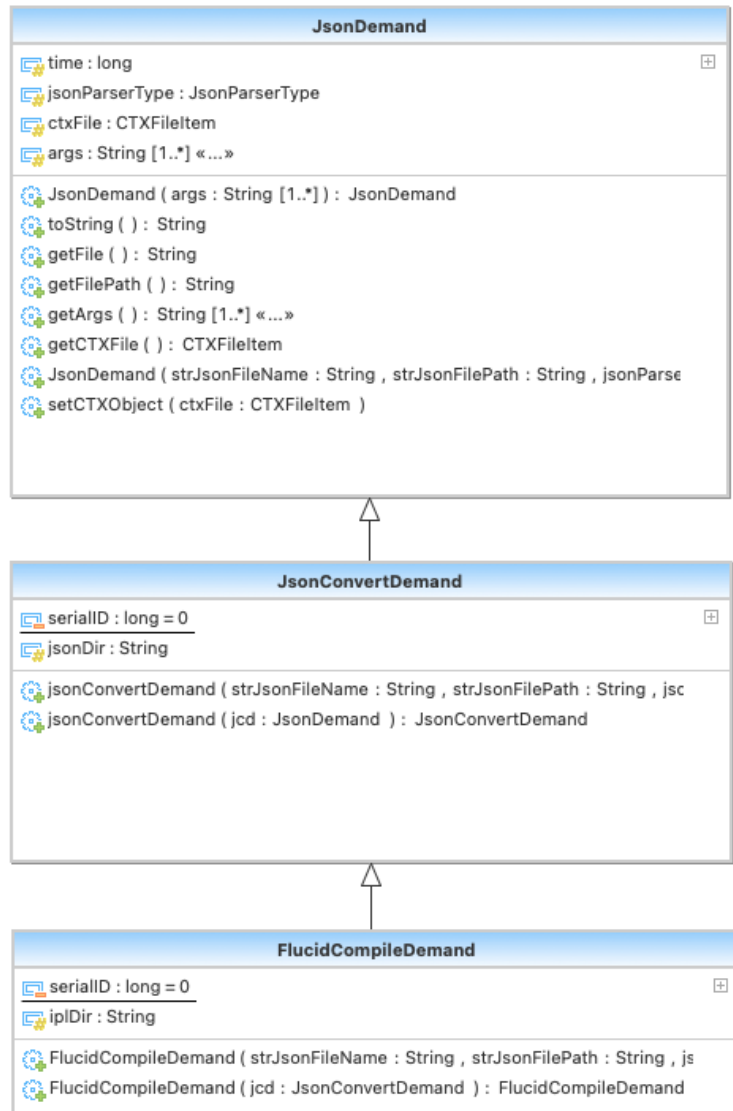 JsonDemand
time : long
jsonParserType : JsonParserType
ctxFile : CTXFileItem
args : String [1..*] «...»
JsonDemand ( args : String [1..*] ) : JsonDemand
toString ( ) : String
getFile ( ) : String
getFilePath ( ) : String
getArgs ( ) : String [1..*] «...»
getCTXFile ( ) : CTXFileItem
JsonDemand ( strJsonFileName : String , strJsonFilePath : String , jsonParse
setCTXObject ( ctxFile : CTXFileItem )
JsonConvertDemand
serialID : long = 0
jsonDir : String
jsonConvertDemand ( strJsonFileName : String , strJsonFilePath : String , jsc
jsonConvertDemand ( jcd : JsonDemand ) : JsonConvertDemand
FlucidCompileDemand
serialID : long = 0
iplDir : String
FlucidCompileDemand ( strJsonFileName : String , strJsonFilePath : String , js
FlucidCompileDemand ( jcd : JsonConvertDemand ) : FlucidCompileDemand